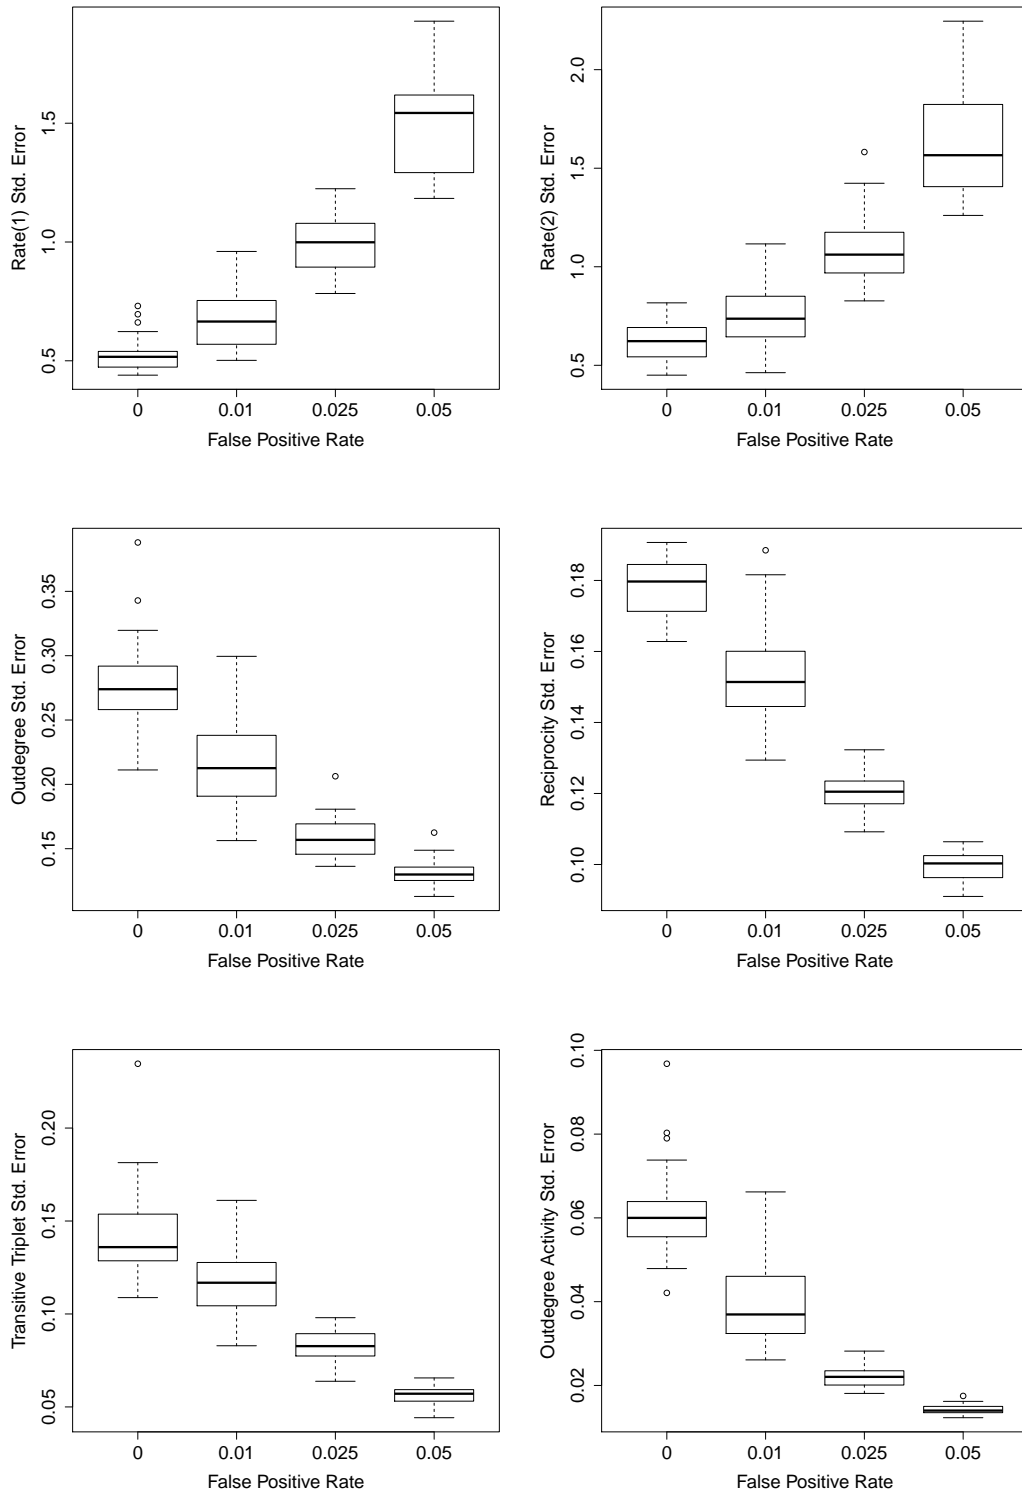 Rate(1) Std. Error
1.5
1.0
0.5
0 0.01 0.025 0.05
False Positive Rate
Rate(2) Std. Error
2.0
1.5
1.0
0.5
0 0.01 0.025 0.05
False Positive Rate
Outdegree Std. Error
0.35
0.30
0.25
0.20
0.15
0 0.01 0.025 0.05
False Positive Rate
Reciprocity Std. Error
0.18
0.16
0.14
0.12
0.10
0 0.01 0.025 0.05
False Positive Rate
Transitive Triplet Std. Error
0.20
0.15
0.10
0.05
0 0.01 0.025 0.05
False Positive Rate
Outdegree Activity Std. Error
0.10
0.08
0.06
0.04
0.02
0 0.01 0.025 0.05
False Positive Rate